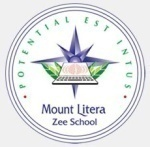 POTENTIAL EST INTUS
Mount Litera
Zee School